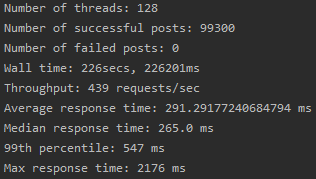 Number of threads: 128
Number of successful posts: 99300
Number of failed posts: 0
Wall time: 226secs, 226201ms
Throughput: 439 requests/sec
Average response time: 291.29177240684794 ms
Median response time: 265.0 ms
99th percentile: 547 ms
Max response time: 2176 ms